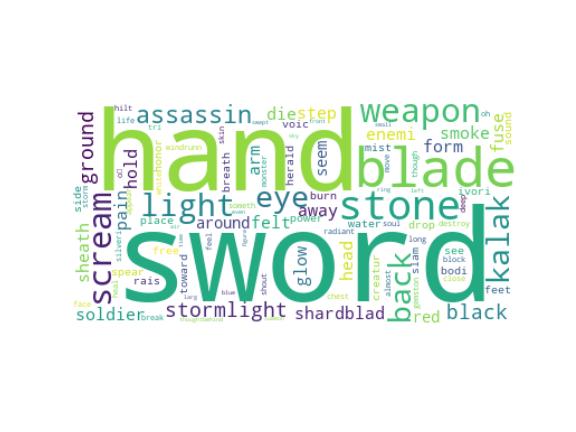 hand
sword
blade
stone
weapon
assassin
light
eye
scream
kalak
back
stormlight
shardblad
soldier
black
ground
hold
pain
sheath
around
felt
away
die
step
enemi
smoke
fuse
form
arm
seem
head
glow
red
see
bodi
feet
mist
ivori
drop
water
power
place
toward
free
spear
rais
side
life
hilt
tri
honor
windrunn
breath
skin
voic
herald
monster
burn
sound
oh
move
though
deep
long
slam
block
close
almost
creatur
destroy
radiant
shout
chest
someth
silveri
storm
face
heal
break
feel
soul
blue
larg
ring
left
sky
gemston